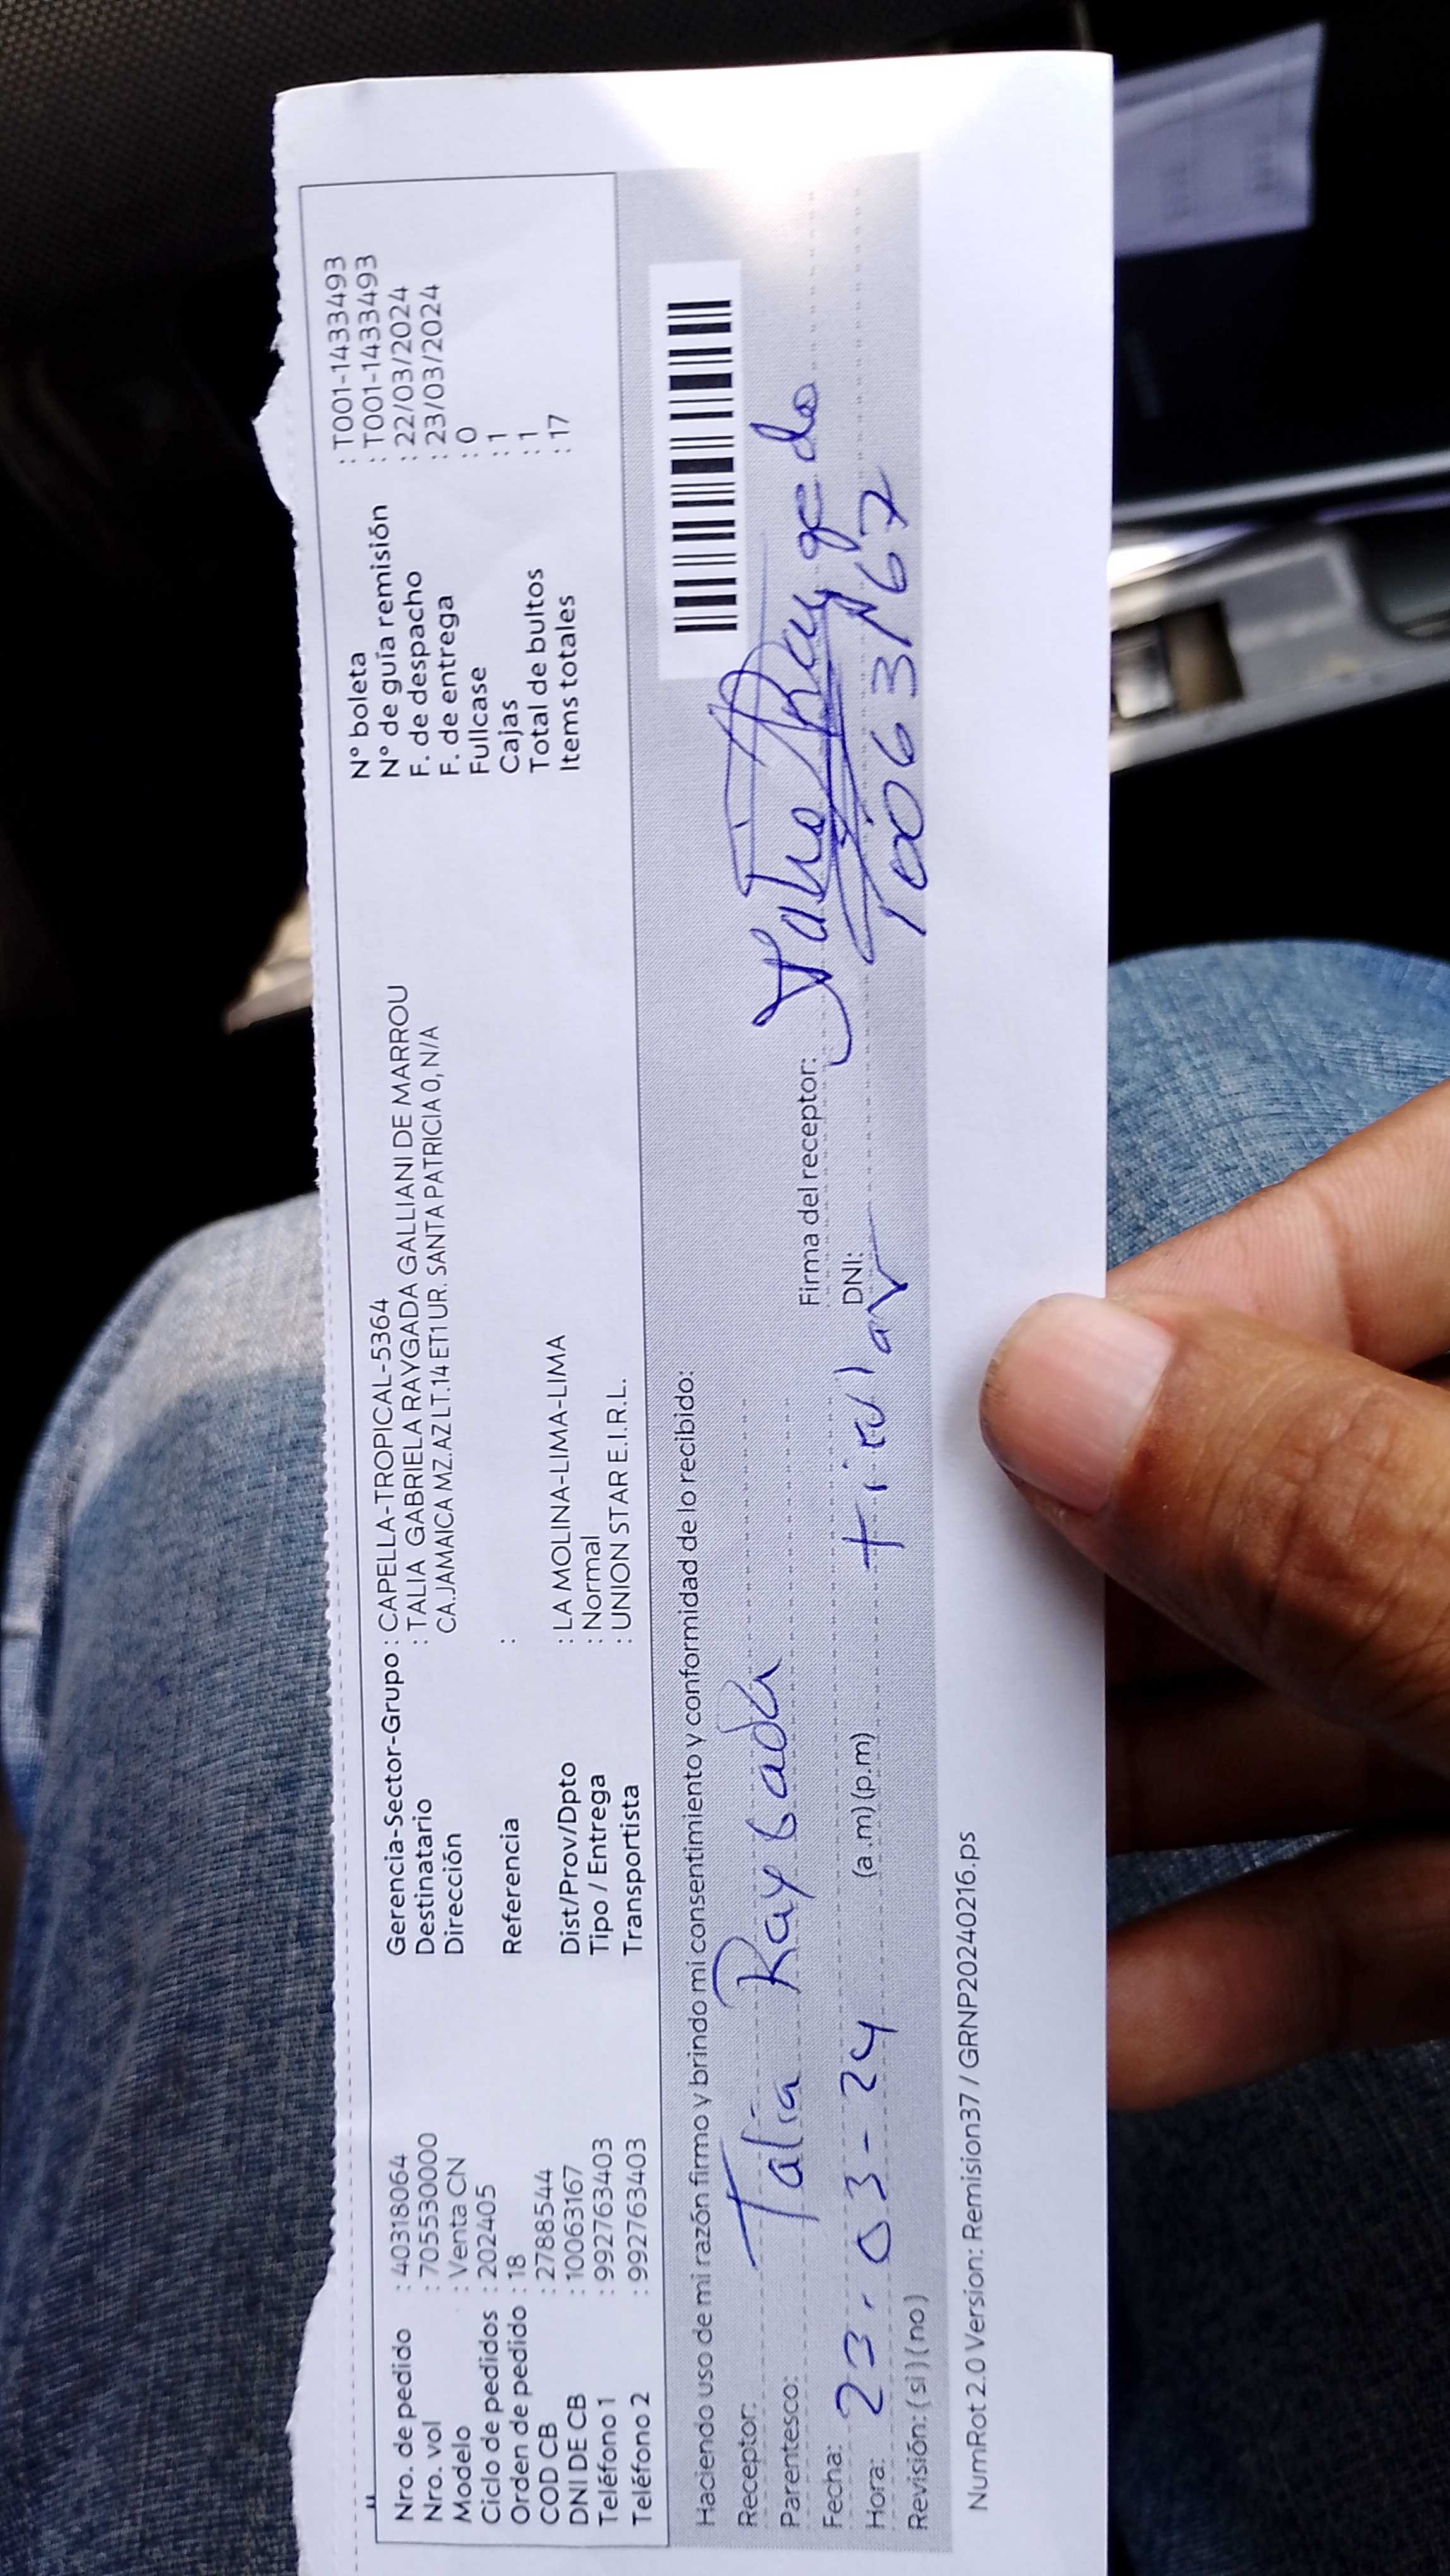 Nro. de pedido : 40318064
Nro. vol : 705530000
Modelo : Venta CN
Ciclo de pedidos : 202405
Orden de pedido : 18
COD CB : 2788544
DNI DE CB : 10063167
Teléfono 1 : 992763403
Teléfono 2 : 992763403
Gerencia-Sector-Grupo : CAPELLA-TROPICAL-5364
Destinatario : TALIA GABRIELA RAYGADA GALLIANI DE MARROU
Dirección CA.JAMAICA MZ.AZ LT.14 ET1 UR. SANTA PATRICIA 0, N/A
Referencia :
Dist/Prov/Dpto : LA MOLINA-LIMA-LIMA
Tipo / Entrega : Normal
Transportista : UNION STAR E.I.R.L.
N° boleta : T001-1433493
N° de guía remisión : T001-1433493
F. de despacho : 22/03/2024
F. de entrega : 23/03/2024
Fullcase : 0
Cajas : 1
Total de bultos : 1
Items totales : 17
Haciendo uso de mi razón firmo y brindo mi consentimiento y conformidad de lo recibido:
Receptor: Talia Raygada
Parentesco:
Fecha: 23-03-24
Hora: (a.m) (p.m)
Revisión: (si) (no)
titular
Firma del receptor:
DNI: 10063167
NumRot 2.0 Version: Remision37 / GRNP20240216.ps